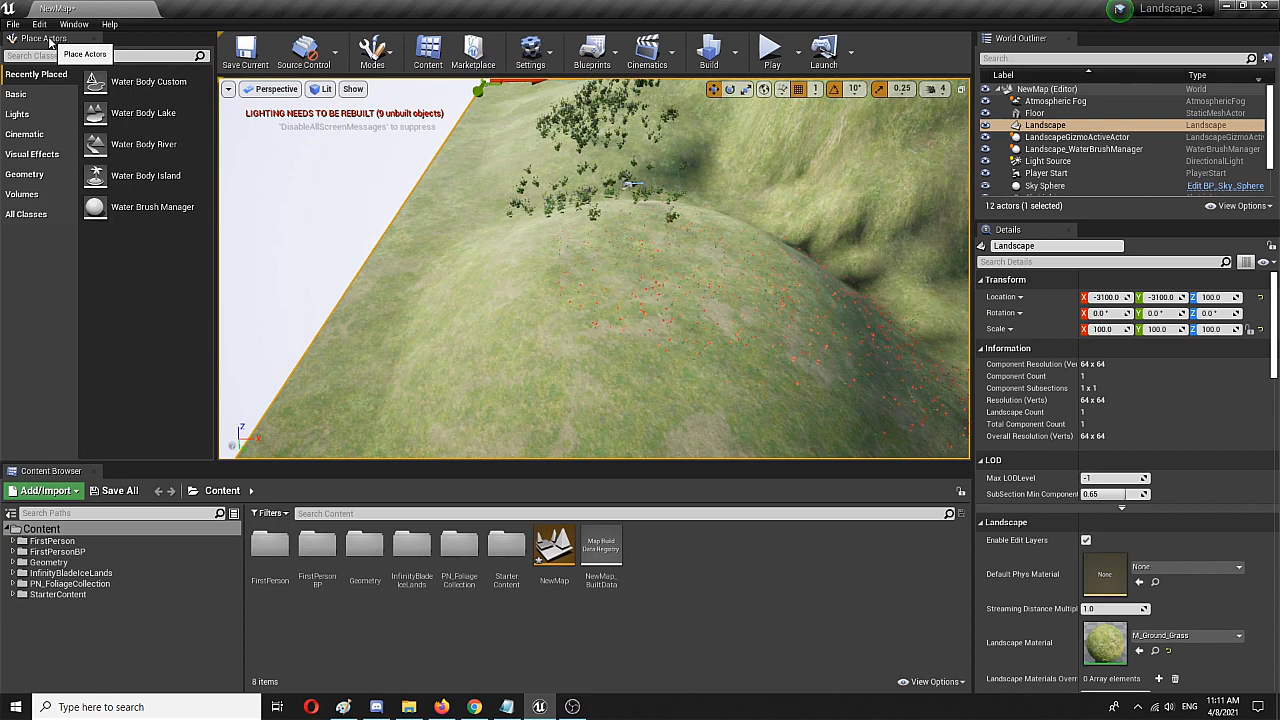 NewMap*
Landscape_3
File Edit Window Help
Place Actors
Search Classe
Place Actors
Recently Placed
Basic
Lights
Cinematic
Visual Effects
Geometry
Volumes
All Classes
Water Body Custom
Water Body Lake
Water Body River
Water Body Island
Water Brush Manager
Save Current Source Control Modes Content Marketplace Settings Blueprints Cinematics Build Play Launch
Perspective Lit Show
1 10° 0.25 4
LIGHTING NEEDS TO BE REBUILT (9 unbuilt objects)
'DisableAllScreenMessages' to suppress
Z
X
World Outliner
Search...
Label Type
NewMap (Editor) World
Atmospheric Fog AtmosphericFog
Floor StaticMeshActor
Landscape Landscape
LandscapeGizmoActiveActor LandscapeGizmoActi
Landscape_WaterBrushManager WaterBrushManager
Light Source DirectionalLight
Player Start PlayerStart
Sky Sphere Edit BP_Sky_Sphere
12 actors (1 selected) View Options
Details
Landscape
Search Details
Transform
Location X -3100.0 Y -3100.0 Z 100.0
Rotation X 0.0° Y 0.0° Z 0.0°
Scale X 100.0 Y 100.0 Z 100.0
Information
Component Resolution (Ver 64 x 64
Component Count 1
Component Subsections 1 x 1
Resolution (Verts) 64 x 64
Landscape Count 1
Total Component Count 1
Overall Resolution (Verts) 64 x 64
LOD
Max LODLevel -1
SubSection Min Component 0.65
Landscape
Enable Edit Layers
Default Phys Material None None
Streaming Distance Multipl 1.0
Landscape Material M_Ground_Grass
Landscape Materials Overr 0 Array elements
Content Browser
Add/Import Save All Content
Search Paths
Content
FirstPerson
FirstPersonBP
Geometry
InfinityBladeIceLands
PN_FoliageCollection
StarterContent
Filters Search Content
Map Build
Data Registry
FirstPerson FirstPerson
BP Geometry InfinityBlade
IceLands PN_Foliage
Collection Starter
Content NewMap NewMap_
BuiltData
8 items View Options
Type here to search
ENG
11:11 AM
4/8/2021